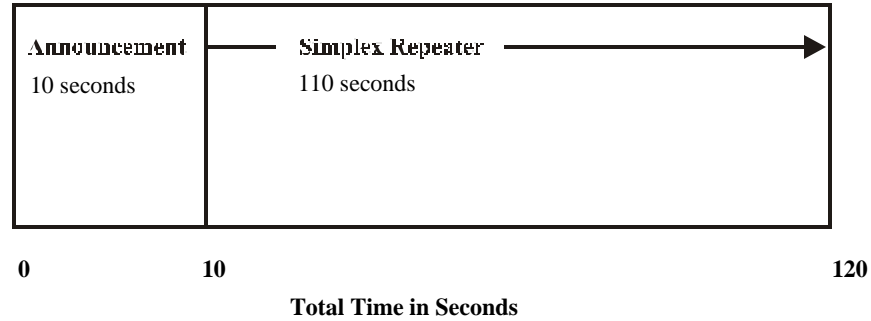 Announcement
Simplex Repeater
10 seconds
110 seconds
0
10
120
Total Time in Seconds